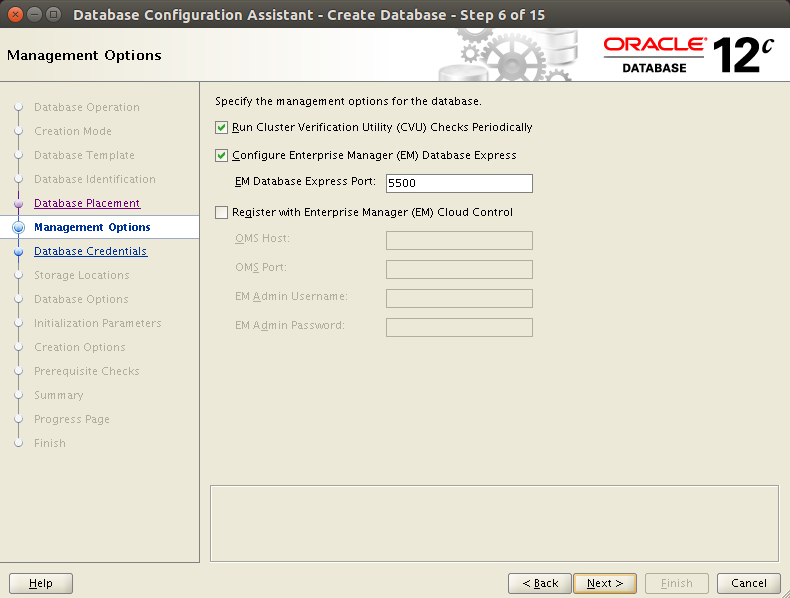 Database Configuration Assistant - Create Database - Step 6 of 15
Management Options
ORACLE®
DATABASE
12c
Database Operation
Creation Mode
Database Template
Database Identification
Database Placement
Management Options
Database Credentials
Storage Locations
Database Options
Initialization Parameters
Creation Options
Prerequisite Checks
Summary
Progress Page
Finish
Specify the management options for the database.
Run Cluster Verification Utility (CVU) Checks Periodically
Configure Enterprise Manager (EM) Database Express
EM Database Express Port: 5500
Register with Enterprise Manager (EM) Cloud Control
OMS Host:
OMS Port:
EM Admin Username:
EM Admin Password:
Help
< Back
Next >
Finish
Cancel